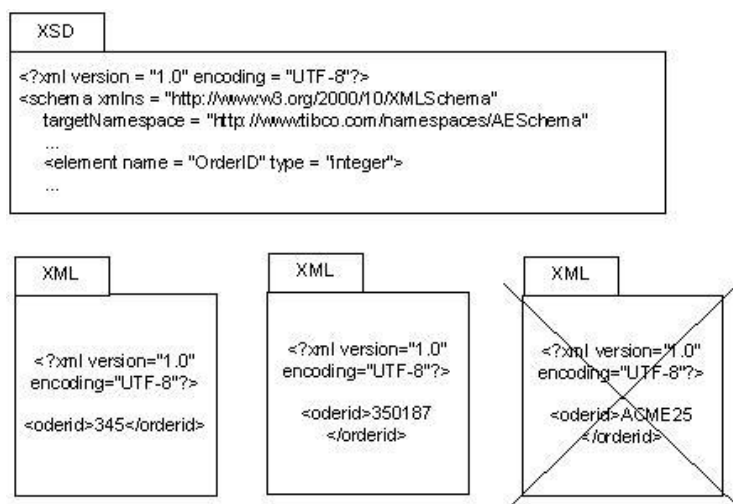 XSD
<?xml version = "1.0" encoding = "UTF-8"?>
<schema xmlns = "http://www.w3.org/2000/10/XMLSchema"
targetNamespace = "http://www.tibco.com/namespaces/AESchema"
...
<element name = "OrderID" type = "integer">
...
XML
<?xml version="1.0"
encoding="UTF-8"?>
<oderid>345</orderid>
XML
<?xml version="1.0"
encoding="UTF-8"?>
<oderid>350187
</orderid>
XML
<?xml version="1.0"
encoding="UTF-8"?>
<oderid>ACME25
</orderid>